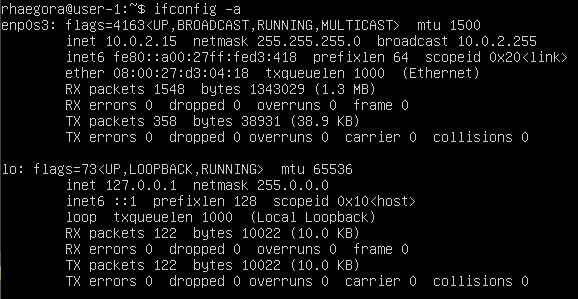 rhaegora@user-1:~$ ifconfig -a
enp0s3: flags=4163<UP,BROADCAST,RUNNING,MULTICAST>  mtu 1500
        inet 10.0.2.15  netmask 255.255.255.0  broadcast 10.0.2.255
        inet6 fe80::a00:27ff:fed3:418  prefixlen 64  scopeid 0x20<link>
        ether 08:00:27:d3:04:18  txqueuelen 1000  (Ethernet)
        RX packets 1548  bytes 1343029 (1.3 MB)
        RX errors 0  dropped 0  overruns 0  frame 0
        TX packets 358  bytes 38931 (38.9 KB)
        TX errors 0  dropped 0 overruns 0  carrier 0  collisions 0

lo: flags=73<UP,LOOPBACK,RUNNING>  mtu 65536
        inet 127.0.0.1  netmask 255.0.0.0
        inet6 ::1  prefixlen 128  scopeid 0x10<host>
        loop  txqueuelen 1000  (Local Loopback)
        RX packets 122  bytes 10022 (10.0 KB)
        RX errors 0  dropped 0  overruns 0  frame 0
        TX packets 122  bytes 10022 (10.0 KB)
        TX errors 0  dropped 0 overruns 0  carrier 0  collisions 0